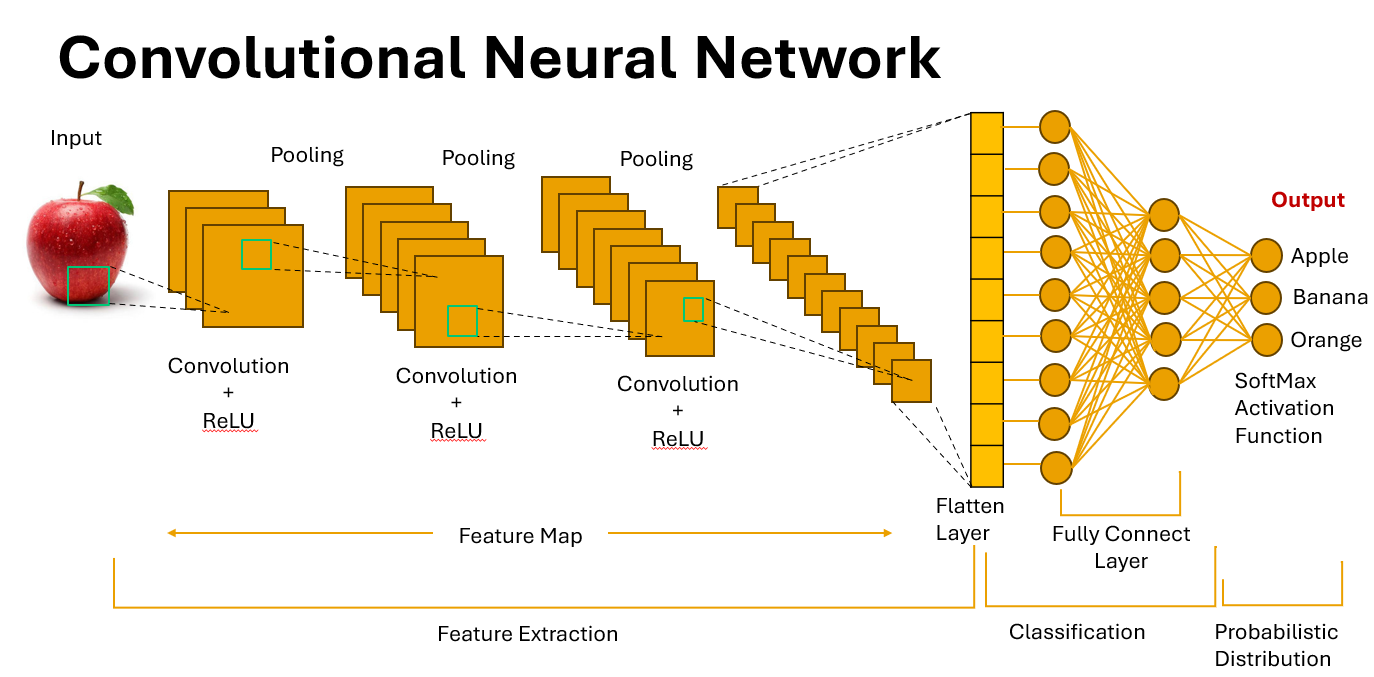 Convolutional Neural Network
Input
Pooling
Pooling
Pooling
Output
Apple
Banana
Orange
SoftMax
Activation
Function
Convolution
+
ReLU
Convolution
+
ReLU
Convolution
+
ReLU
Flatten
Layer
Fully Connect
Layer
Feature Map
Feature Extraction
Classification
Probabilistic
Distribution